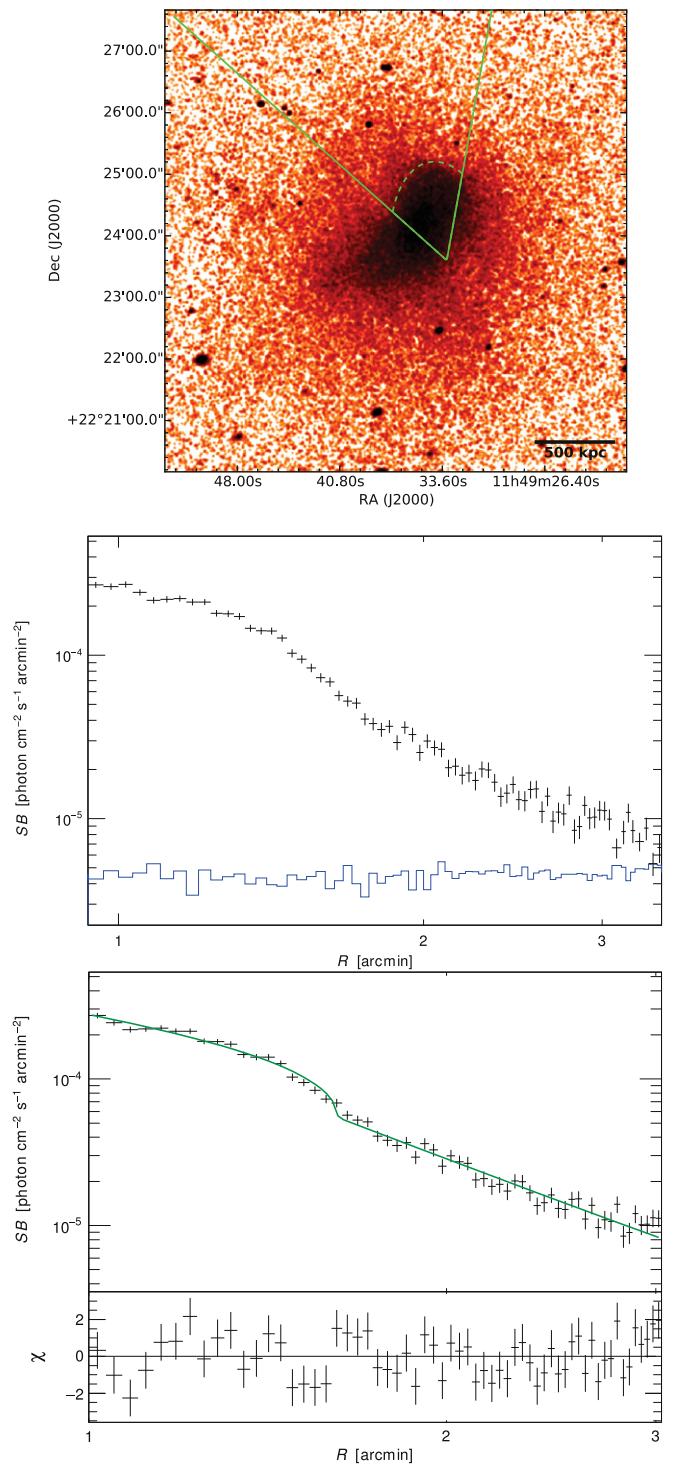 27'00.0"
26'00.0"
25'00.0"
24'00.0"
23'00.0"
22'00.0"
+22°21'00.0"
Dec (J2000)
500 kpc
48.00s 40.80s 33.60s 11h49m26.40s
RA (J2000)
SB [photon cm⁻² s⁻¹ arcmin⁻²]
10⁻⁴
10⁻⁵
1 2 3
R [arcmin]
SB [photon cm⁻² s⁻¹ arcmin⁻²]
10⁻⁴
10⁻⁵
χ
2
0
−2
1 2 3
R [arcmin]